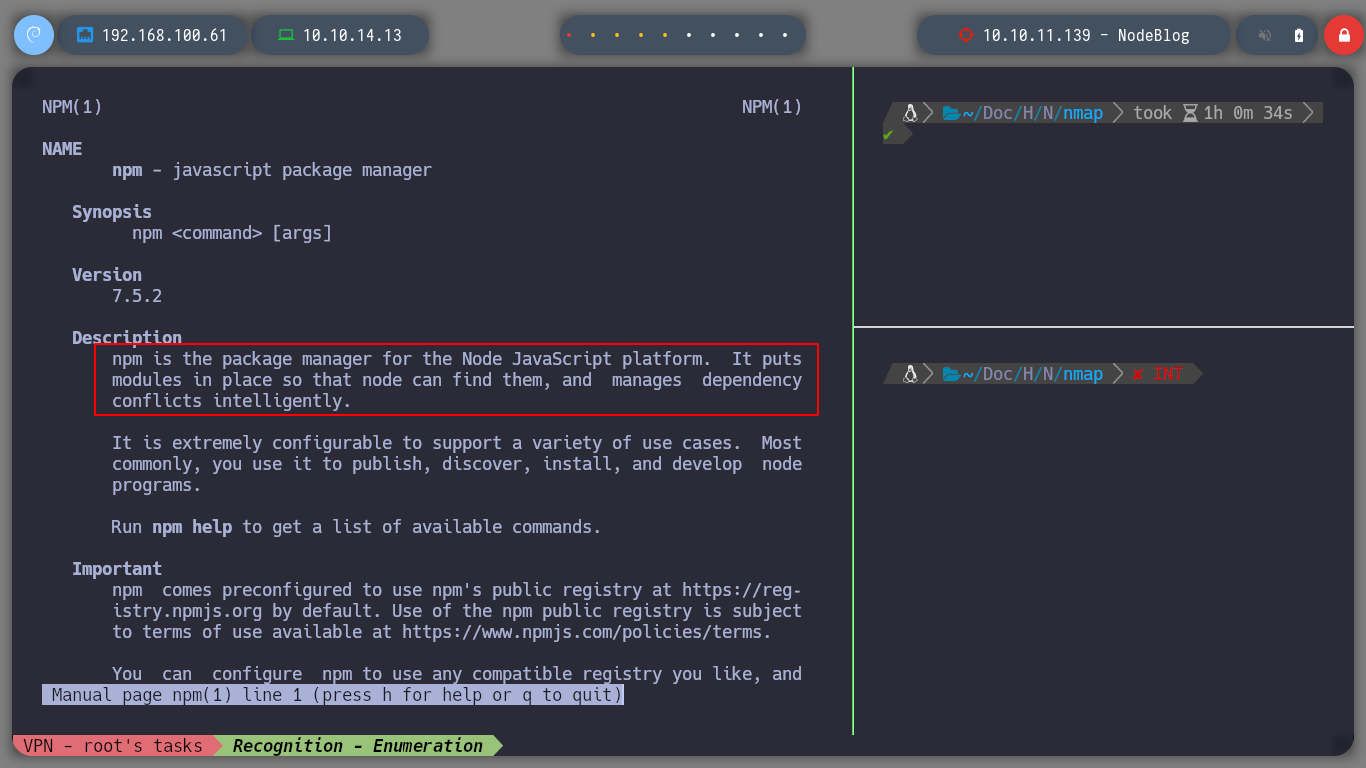 192.168.100.61 10.10.14.13 10.10.11.139 - NodeBlog
NPM(1) NPM(1)
NAME
npm - javascript package manager
Synopsis
npm <command> [args]
Version
7.5.2
Description
npm is the package manager for the Node JavaScript platform. It puts
modules in place so that node can find them, and manages dependency
conflicts intelligently.
It is extremely configurable to support a variety of use cases. Most
commonly, you use it to publish, discover, install, and develop node
programs.
Run npm help to get a list of available commands.
Important
npm comes preconfigured to use npm's public registry at https://reg-
istry.npmjs.org by default. Use of the npm public registry is subject
to terms of use available at https://www.npmjs.com/policies/terms.
You can configure npm to use any compatible registry you like, and
Manual page npm(1) line 1 (press h for help or q to quit)
~/Doc/H/N/nmap took 1h 0m 34s
✔
~/Doc/H/N/nmap ✘ INT
VPN - root's tasks Recognition - Enumeration